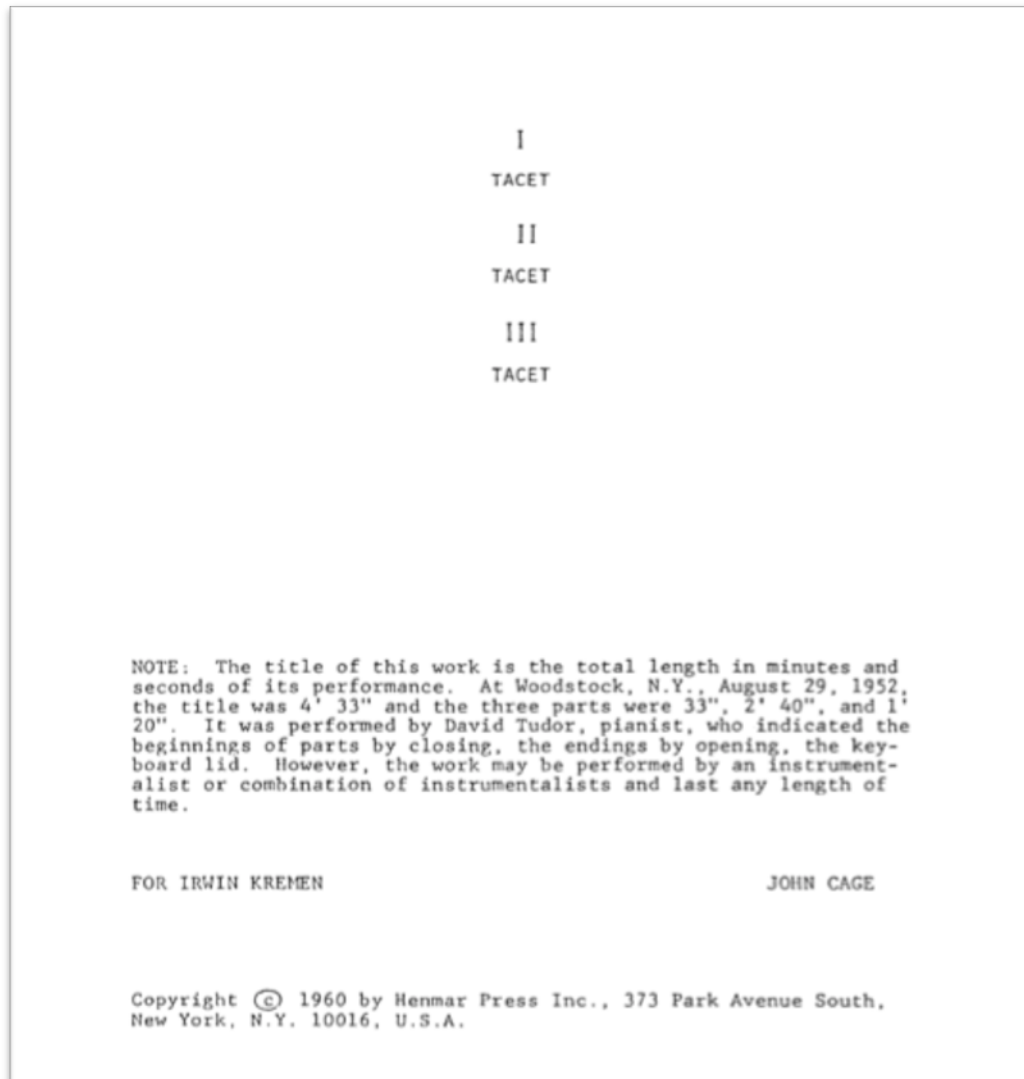 I
TACET
II
TACET
III
TACET
NOTE: The title of this work is the total length in minutes and
seconds of its performance. At Woodstock, N.Y., August 29, 1952,
the title was 4' 33" and the three parts were 33", 2' 40", and 1'
20". It was performed by David Tudor, pianist, who indicated the
beginnings of parts by closing, the endings by opening, the key-
board lid. However, the work may be performed by an instrument-
alist or combination of instrumentalists and last any length of
time.
FOR IRWIN KREMEN JOHN CAGE
Copyright © 1960 by Henmar Press Inc., 373 Park Avenue South,
New York, N.Y. 10016, U.S.A.